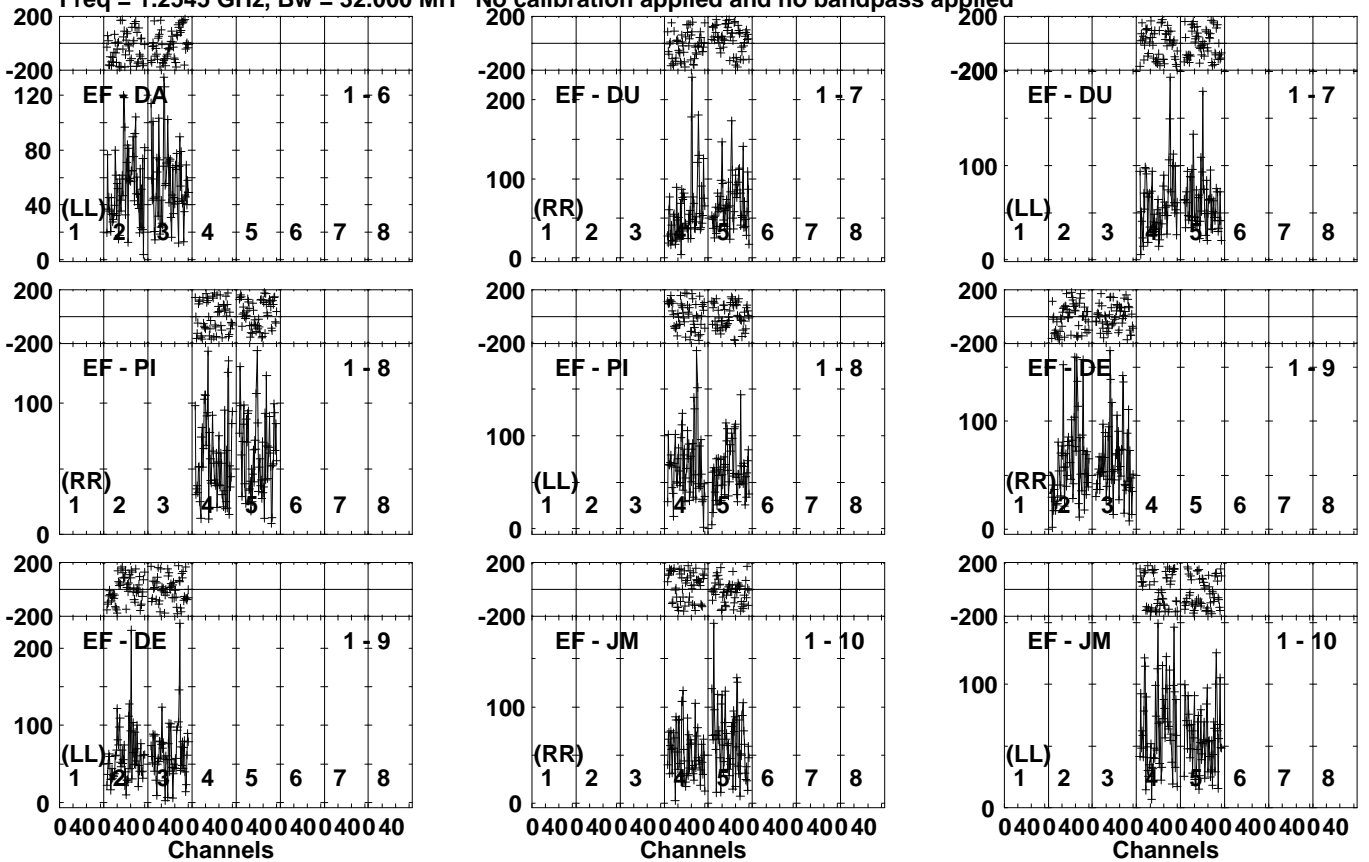 Freq = 1.2545 GHz, Bw = 32.000 MH No calibration applied and no bandpass applied
200 200 200
-200 -200 -200
EF - DA 1 - 6 EF - DU 1 - 7 EF - DU 1 - 7
120 200
80 100 100
40
(LL) (RR) (LL)
1 2 3 4 5 6 7 8 1 2 3 4 5 6 7 8 1 2 3 4 5 6 7 8
0 0 0
200 200 200
-200 -200 -200
EF - PI 1 - 8 EF - PI 1 - 8 EF - DE 1 - 9
100 100 100
(RR) (LL) (RR)
1 2 3 4 5 6 7 8 1 2 3 4 5 6 7 8 1 2 3 4 5 6 7 8
0 0 0
200 200 200
-200 -200 -200
EF - DE 1 - 9 EF - JM 1 - 10 EF - JM 1 - 10
200
100 100 100
(LL) (RR) (LL)
1 2 3 4 5 6 7 8 1 2 3 4 5 6 7 8 1 2 3 4 5 6 7 8
0 0 0
0 40 0 40 0 40 0 40 0 40 0 40 0 40 0 40 0 40 0 40 0 40 0 40 0 40 0 40 0 40 0 40 0 40 0 40 0 40 0 40 0 40 0 40 0 40 0 40
Channels Channels Channels